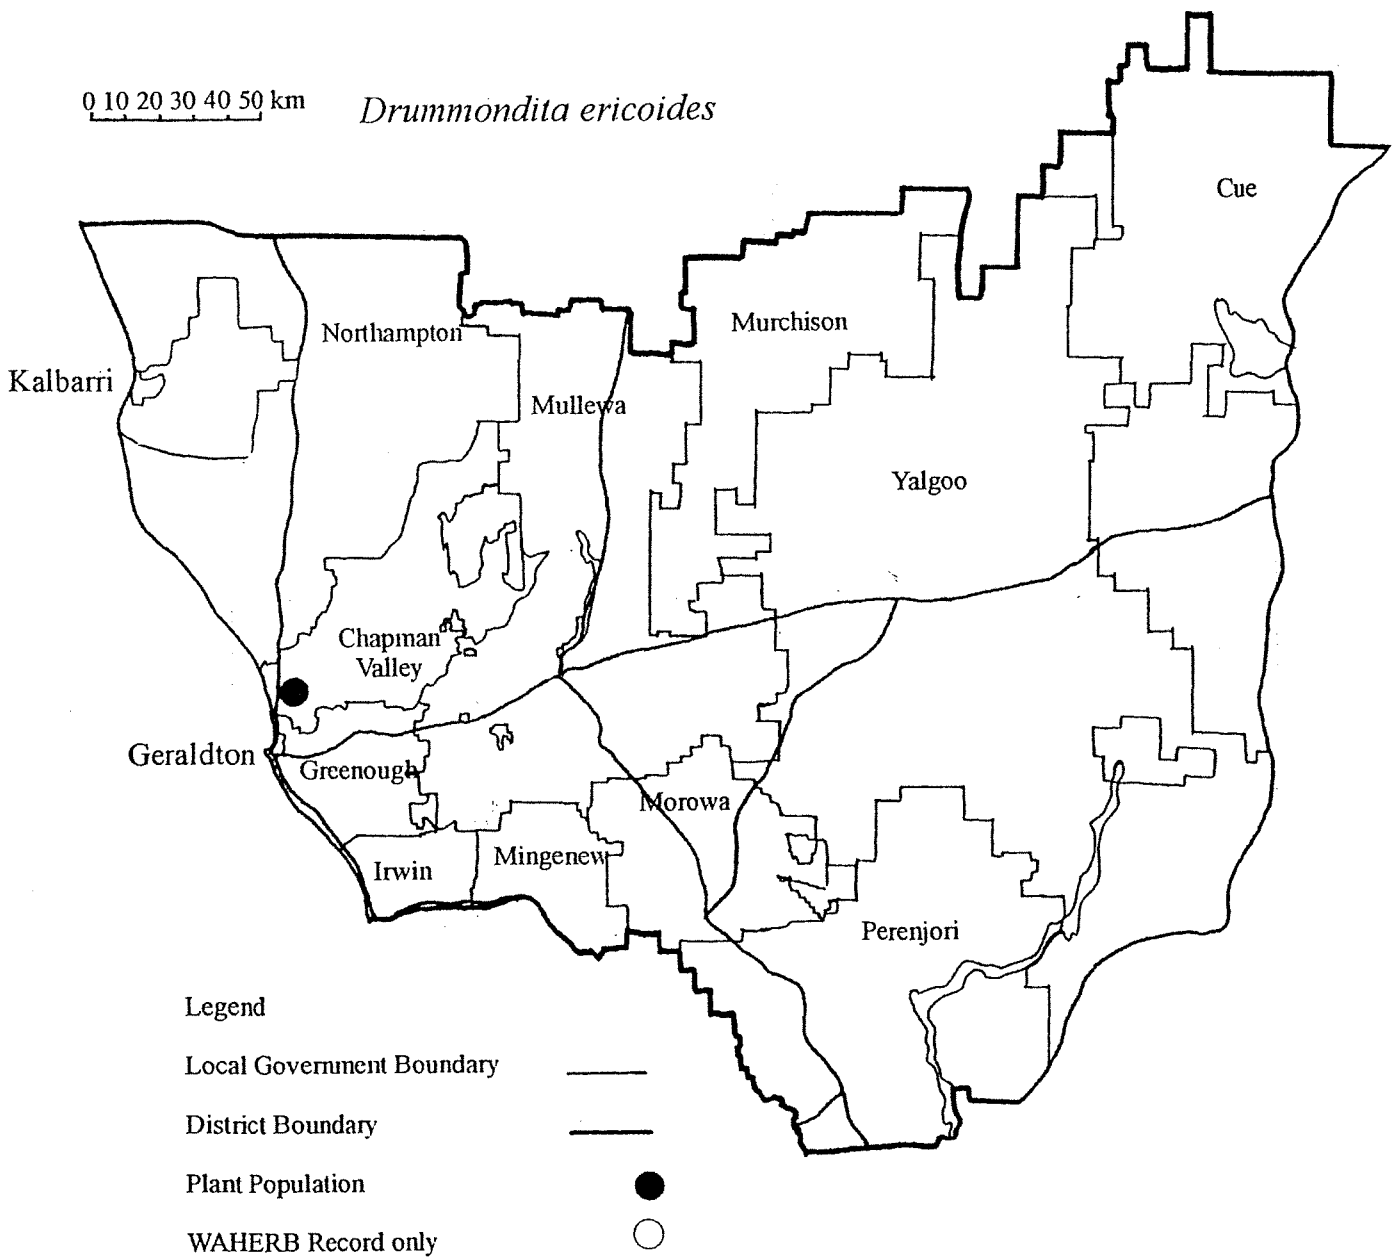 0 10 20 30 40 50 km
Drummondita ericoides
Cue
Northampton
Murchison
Kalbarri
Mullewa
Yalgoo
Chapman
Valley
Geraldton
Greenough
Morowa
Irwin
Mingenew
Perenjori
Legend
Local Government Boundary
District Boundary
Plant Population
WAHERB Record only